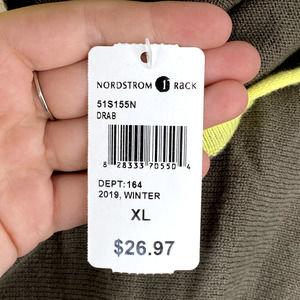 NORDSTROM rack
51S155N
DRAB
8 28333 70550 4
DEPT:164
2019, WINTER
XL
$26.97